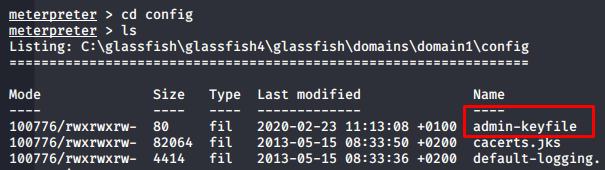 meterpreter > cd config
meterpreter > ls
Listing: C:\glassfish\glassfish4\glassfish\domains\domain1\config
=================================================================
Mode Size Type Last modified Name
---- ---- ---- ------------- ----
100776/rwxrwxrw- 80 fil 2020-02-23 11:13:08 +0100 admin-keyfile
100776/rwxrwxrw- 82064 fil 2013-05-15 08:33:50 +0200 cacerts.jks
100776/rwxrwxrw- 4414 fil 2013-05-15 08:33:36 +0200 default-logging.